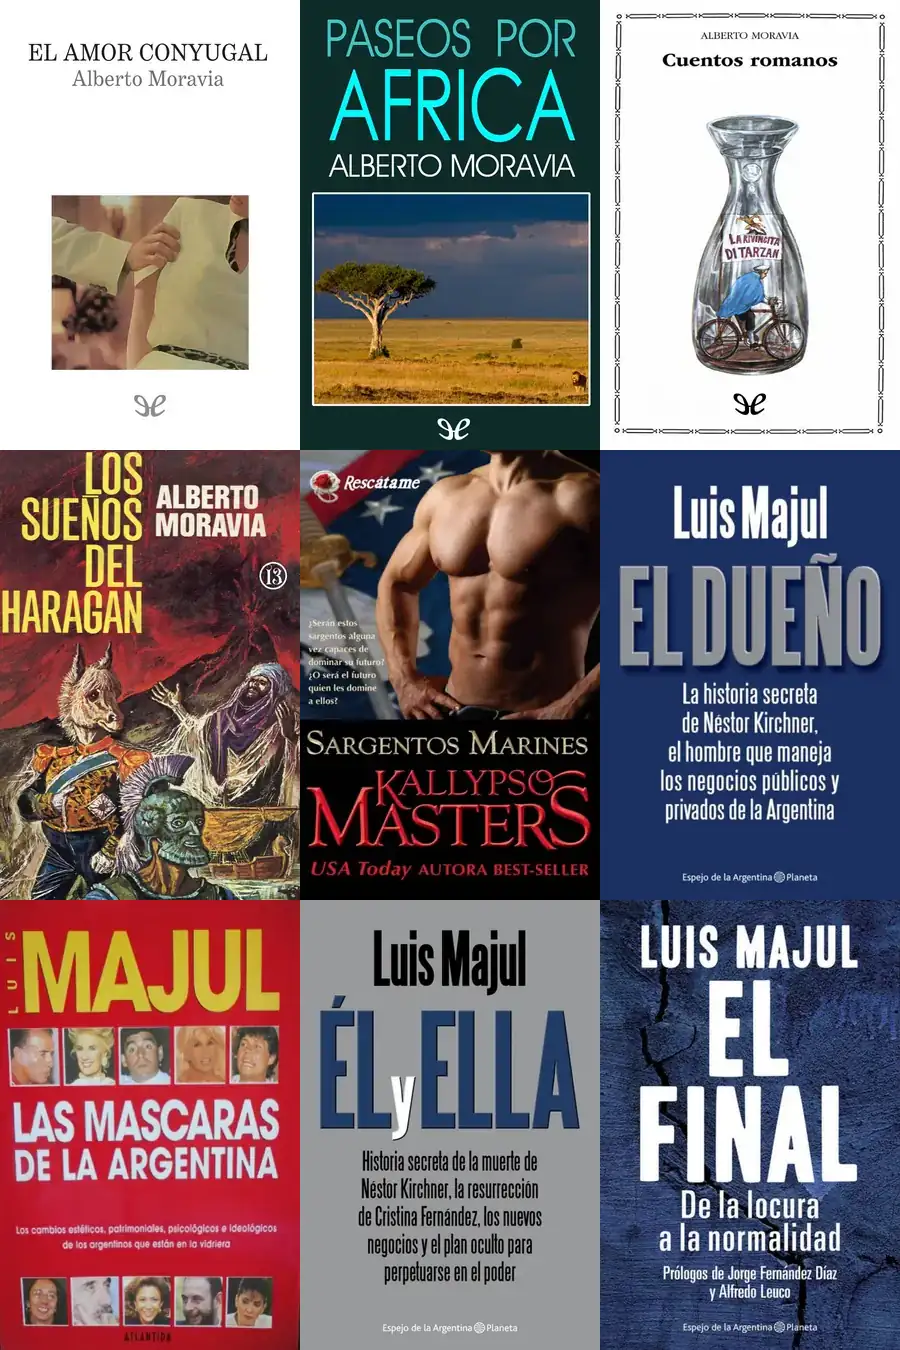 EL AMOR CONYUGAL
Alberto Moravia
PASEOS POR
AFRICA
ALBERTO MORAVIA
ALBERTO MORAVIA
Cuentos romanos
LA RIVINCITA
DI TARZAN
LOS
SUEÑOS
DEL
HARAGAN
ALBERTO
MORAVIA
13
Rescátame
¿Serán estos
sargentos alguna
vez capaces de
dominar su futuro?
¿O será el futuro
quien les domine
a ellos?
SARGENTOS MARINES
KALLYPSO
MASTERS
USA Today AUTORA BEST-SELLER
Luis Majul
EL DUEÑO
La historia secreta
de Néstor Kirchner,
el hombre que maneja
los negocios públicos y
privados de la Argentina
Espejo de la Argentina Planeta
LUIS
MAJUL
LAS MASCARAS
DE LA ARGENTINA
Los cambios estéticos, patrimoniales, psicológicos e ideológicos
de los argentinos que están en la vidriera
ATLANTIDA
Luis Majul
ÉL y ELLA
Historia secreta de la muerte de
Néstor Kirchner, la resurrección
de Cristina Fernández, los nuevos
negocios y el plan oculto para
perpetuarse en el poder
Espejo de la Argentina Planeta
LUIS MAJUL
EL
FINAL
De la locura
a la normalidad
Prólogos de Jorge Fernández Díaz
y Alfredo Leuco
Espejo de la Argentina Planeta